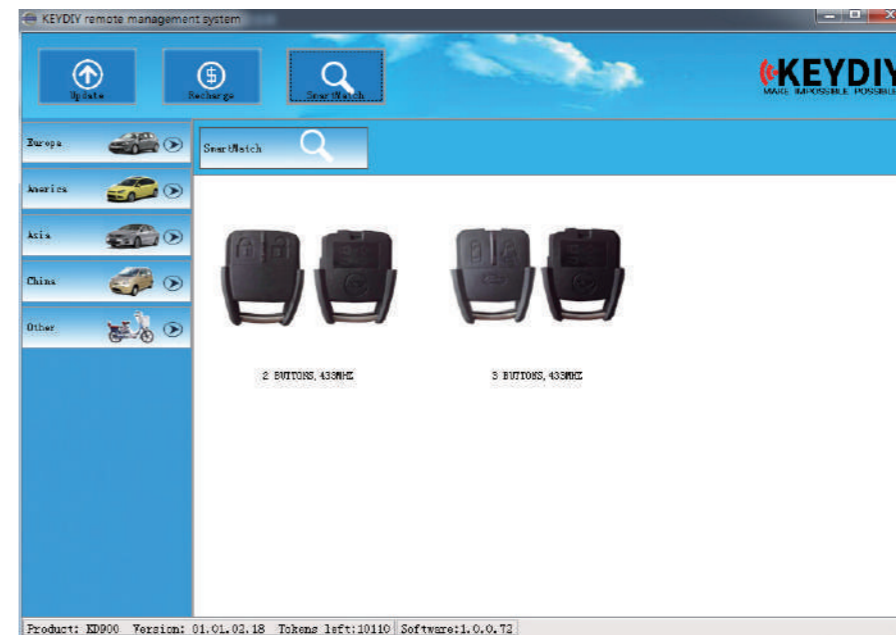 KEYDIY remote management system
Update
Recharge
SmartMatch
KEYDIY
MAKE IMPOSSIBLE POSSIBLE
Europa
SmartMatch
America
Asia
China
Other
2 BUTTONS, 433MHZ
3 BUTTONS, 433MHZ
Product: KD900 Version: 01.01.02.18 Tokens left:10110 Software:1.0.0.72